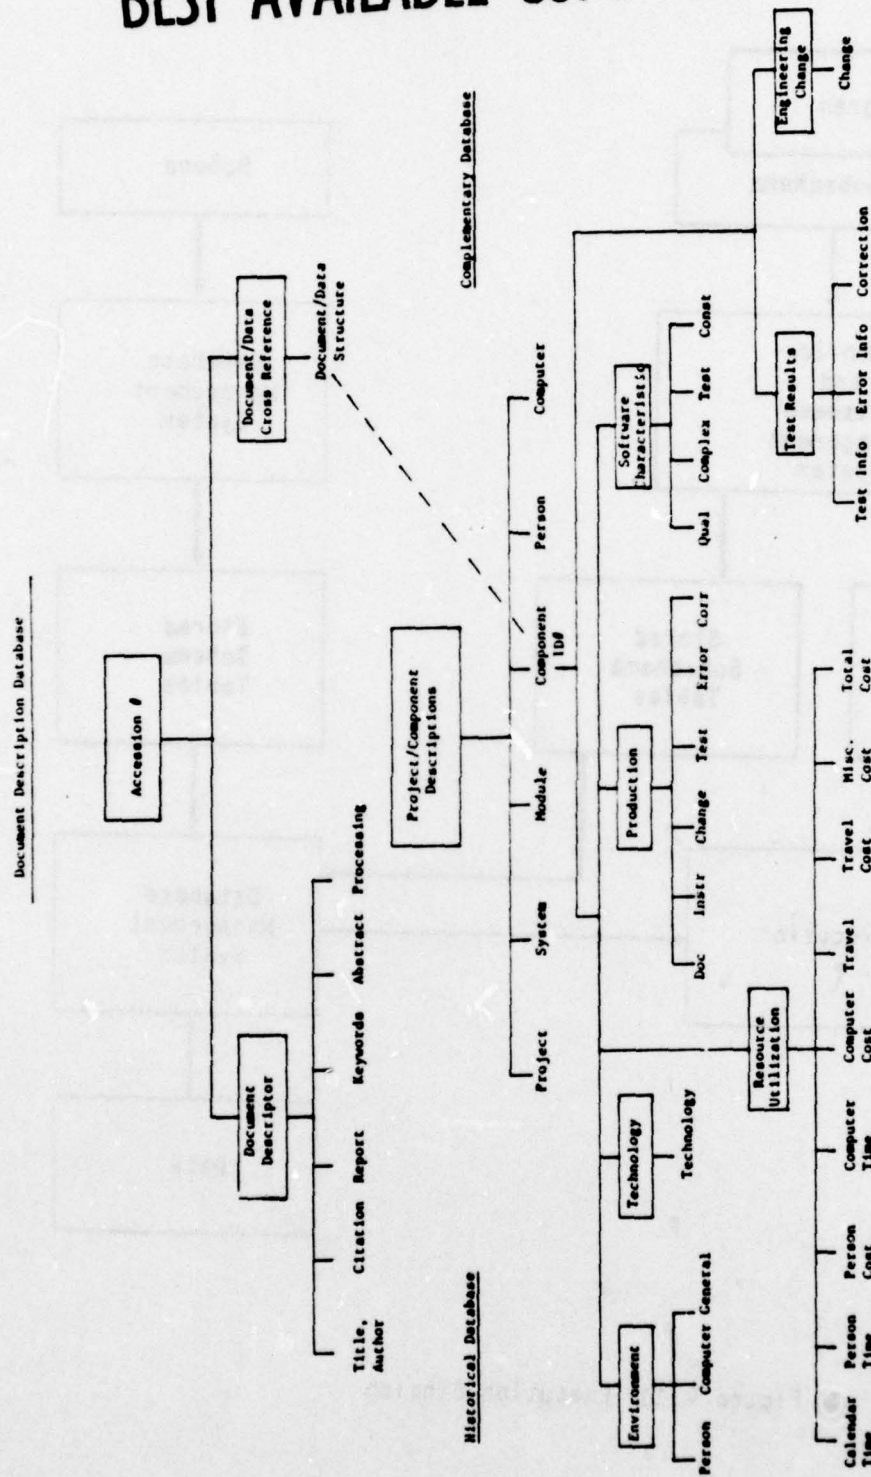 BEST AVAILABLE
Document Description Database
Accession #
Document
Descriptor
Document/Data
Cross Reference
Title,
Author
Citation
Report
Keywords
Abstract
Processing
Document/Data
Structure
Historical Database
Complementary Database
Project/Component
Descriptions
Project
System
Module
Component
ID#
Person
Computer
Environment
Technology
Production
Software
Characteristic
Person
Computer
General
Technology
Doc
Instr
Change
Test
Error
Corr
Qual
Complex
Test
Const
Resource
Utilization
Test Results
Engineering
Change
Calendar
Time
Person
Time
Person
Cost
Computer
Time
Computer
Cost
Travel
Travel
Cost
Misc.
Cost
Total
Cost
Test Info
Error Info
Correction
Change